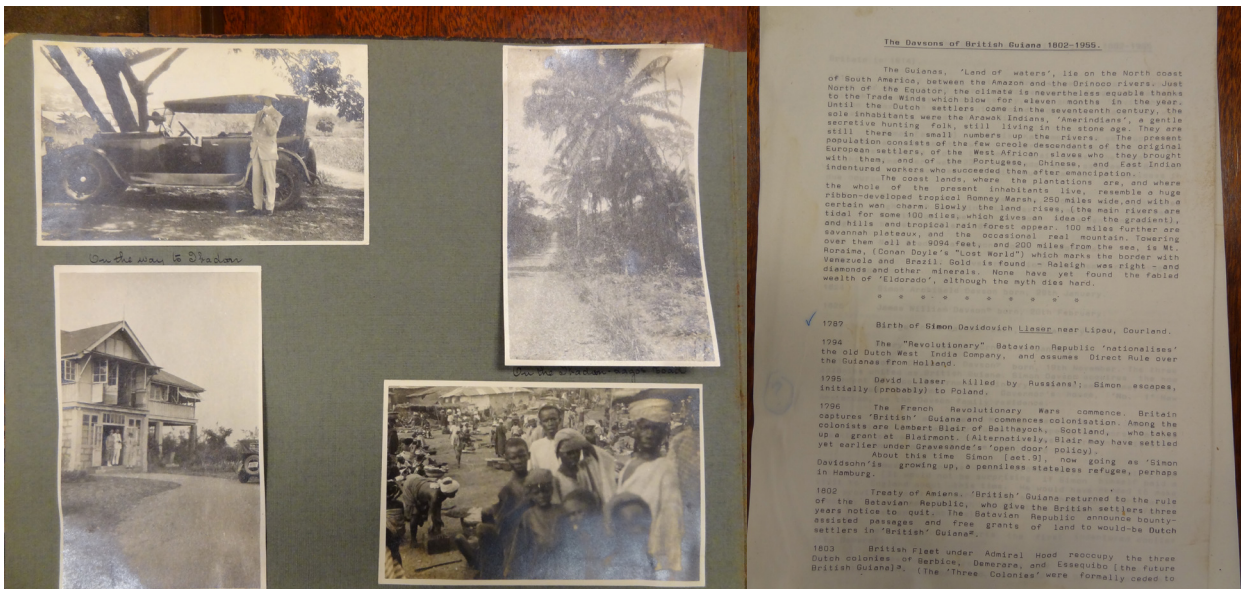 On the way to Ibadan
On the Ibadan-Lagos Road
The Davsons of British Guiana 1802-1955.
The Guianas, 'Land of waters', lie on the North coast
of South America, between the Amazon and the Orinoco rivers. Just
North of the Equator, the climate is nevertheless equable thanks
to the Trade Winds which blow for eleven months in the year.
Until the Dutch settlers came in the seventeenth century, the
sole inhabitants were the Arawak Indians, 'Amerindians', a gentle
secretive hunting folk, still living in the stone age. They are
still there in small numbers up the rivers. The present
population consists of the few creole descendants of the original
European settlers, of the West African slaves who they brought
with them, and of the Portugese, Chinese, and East Indian
indentured workers who succeeded them after emancipation.
The coast lands, where the plantations are, and where
the whole of the present inhabitants live, resemble a huge
ribbon-developed tropical Romney Marsh, 250 miles wide,and with a
certain wan charm. Slowly the land rises, (the main rivers are
tidal for some 100 miles, which gives an idea of the gradient),
and hills and tropical rain forest appear. 100 miles further are
savannah plateaux, and the occasional real mountain. Towering
over them all at 9094 feet, and 200 miles from the sea, is Mt.
Roraima, (Conan Doyle's "Lost World") which marks the border with
Venezuela and Brazil. Gold is found - Raleigh was right - and
diamonds and other minerals. None have yet found the fabled
wealth of 'Eldorado', although the myth dies hard.
* * * * * * * * * *
1787 Birth of Simon Davidovich Llaser near Lipau, Courland.
1794 The "Revolutionary" Batavian Republic 'nationalises'
the old Dutch West India Company, and assumes Direct Rule over
the Guianas from Holland.
1795 David Llaser killed by Russians¹; Simon escapes,
initially (probably) to Poland.
1796 The French Revolutionary Wars commence. Britain
captures 'British' Guiana and commences colonisation. Among the
colonists are Lambert Blair of Balthayock, Scotland, who takes
up a grant at Blairmont. (Alternatively, Blair may have settled
yet earlier under Gravesande's 'open door' policy).
About this time Simon [aet.9], now going as 'Simon
Davidsohn' is growing up, a penniless stateless refugee, perhaps
in Hamburg.
1802 Treaty of Amiens. 'British' Guiana returned to the rule
of the Batavian Republic, who give the British settlers three
years notice to quit. The Batavian Republic announce bounty-
assisted passages and free grants of land to would-be Dutch
settlers in 'British' Guiana².
1803 British Fleet under Admiral Hood reoccupy the three
Dutch colonies of Berbice, Demerara, and Essequibo (the future
British Guiana)³. (The 'Three Colonies' were formally ceded to